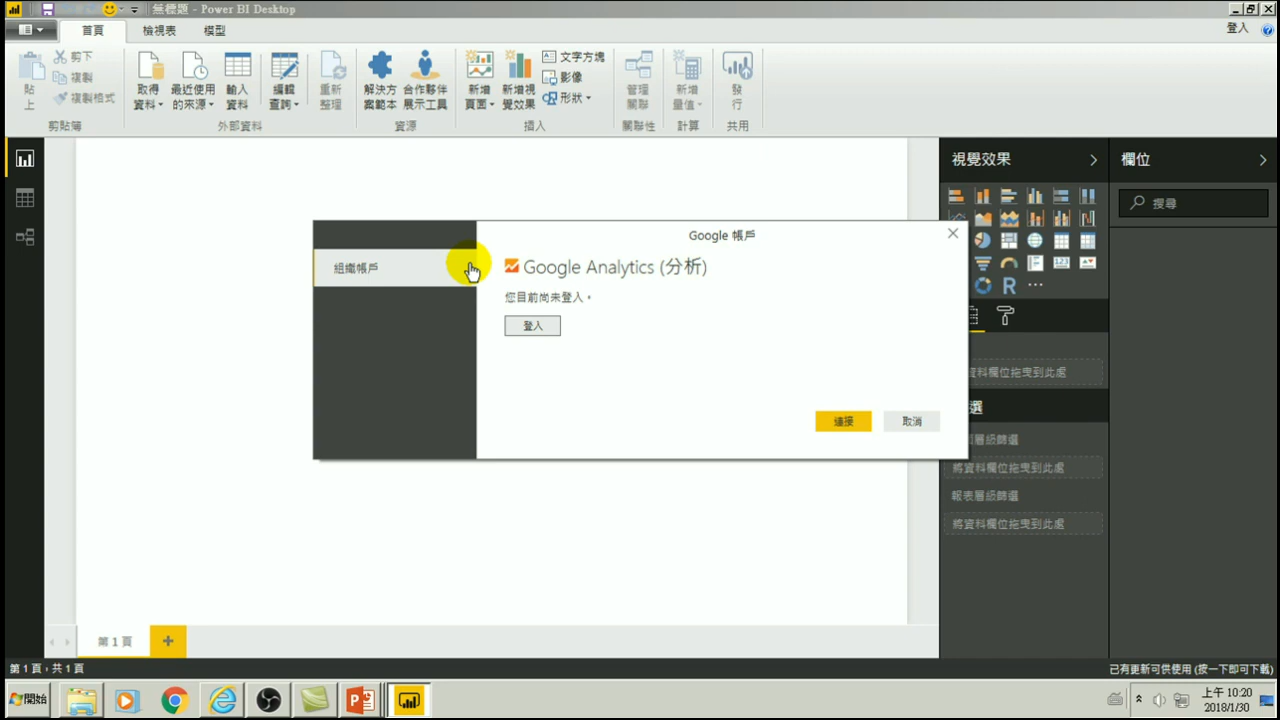 無標題 - Power BI Desktop
首頁
檢視表
模型
登入
貼上
剪下
複製
複製格式
剪貼簿
取得資料
最近使用的來源
輸入資料
編輯查詢
重新整理
外部資料
解決方案範本
合作夥伴展示工具
資源
新增頁面
新增視覺效果
文字方塊
影像
形狀
插入
管理關聯
關聯性
新增量值
計算
發行
共用
視覺效果
欄位
搜尋
Google 帳戶
組織帳戶
Google Analytics (分析)
您目前尚未登入。
登入
連接
取消
資料欄位拖曳到此處
選
層級篩選
將資料欄位拖曳到此處
報表層級篩選
將資料欄位拖曳到此處
第 1 頁
第 1 頁，共 1 頁
已有更新可供使用 (按一下即可下載)
開始
上午 10:20
2018/1/30